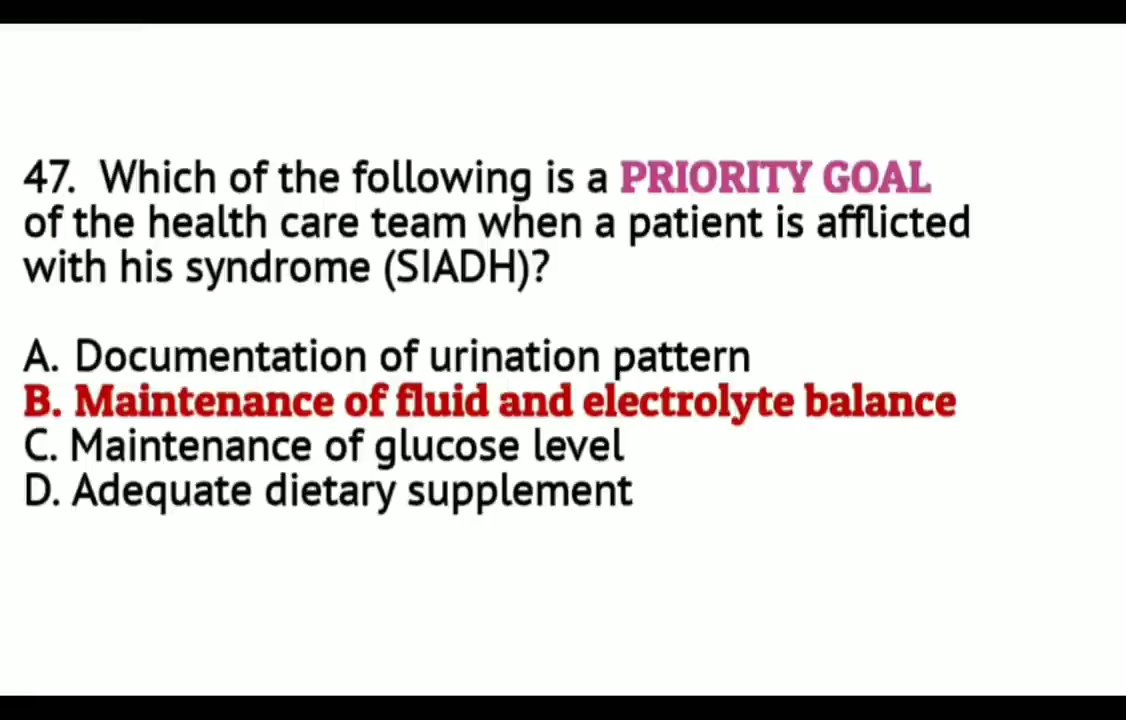 47. Which of the following is a PRIORITY GOAL
of the health care team when a patient is afflicted
with his syndrome (SIADH)?
A. Documentation of urination pattern
B. Maintenance of fluid and electrolyte balance
C. Maintenance of glucose level
D. Adequate dietary supplement